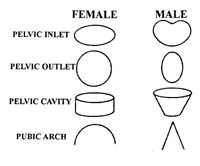 FEMALE MALE
PELVIC INLET
PELVIC OUTLET
PELVIC CAVITY
PUBIC ARCH